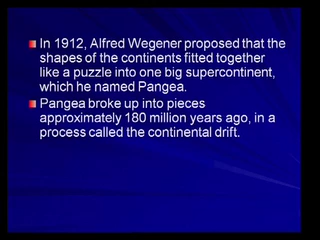 In 1912, Alfred Wegener proposed that the
shapes of the continents fitted together
like a puzzle into one big supercontinent,
which he named Pangea.
Pangea broke up into pieces
approximately 180 million years ago, in a
process called the continental drift.